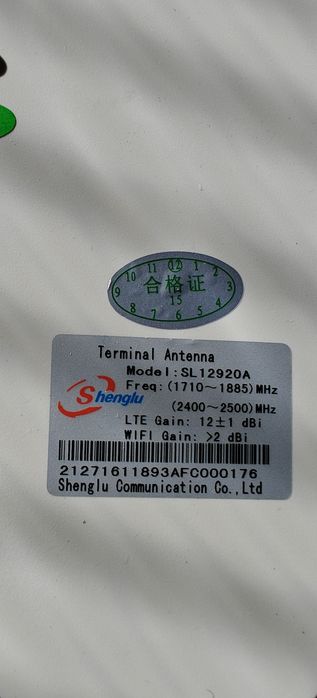 11 12 1
10 2
9 合格证 3
15
8 4
7 6 5
Terminal Antenna
Model:SL12920A
Shenglu
Freq:(1710～1885)MHz
(2400～2500)MHz
LTE Gain: 12±1 dBi
WIFI Gain: >2 dBi
21271611893AFC000176
Shenglu Communication Co.,Ltd